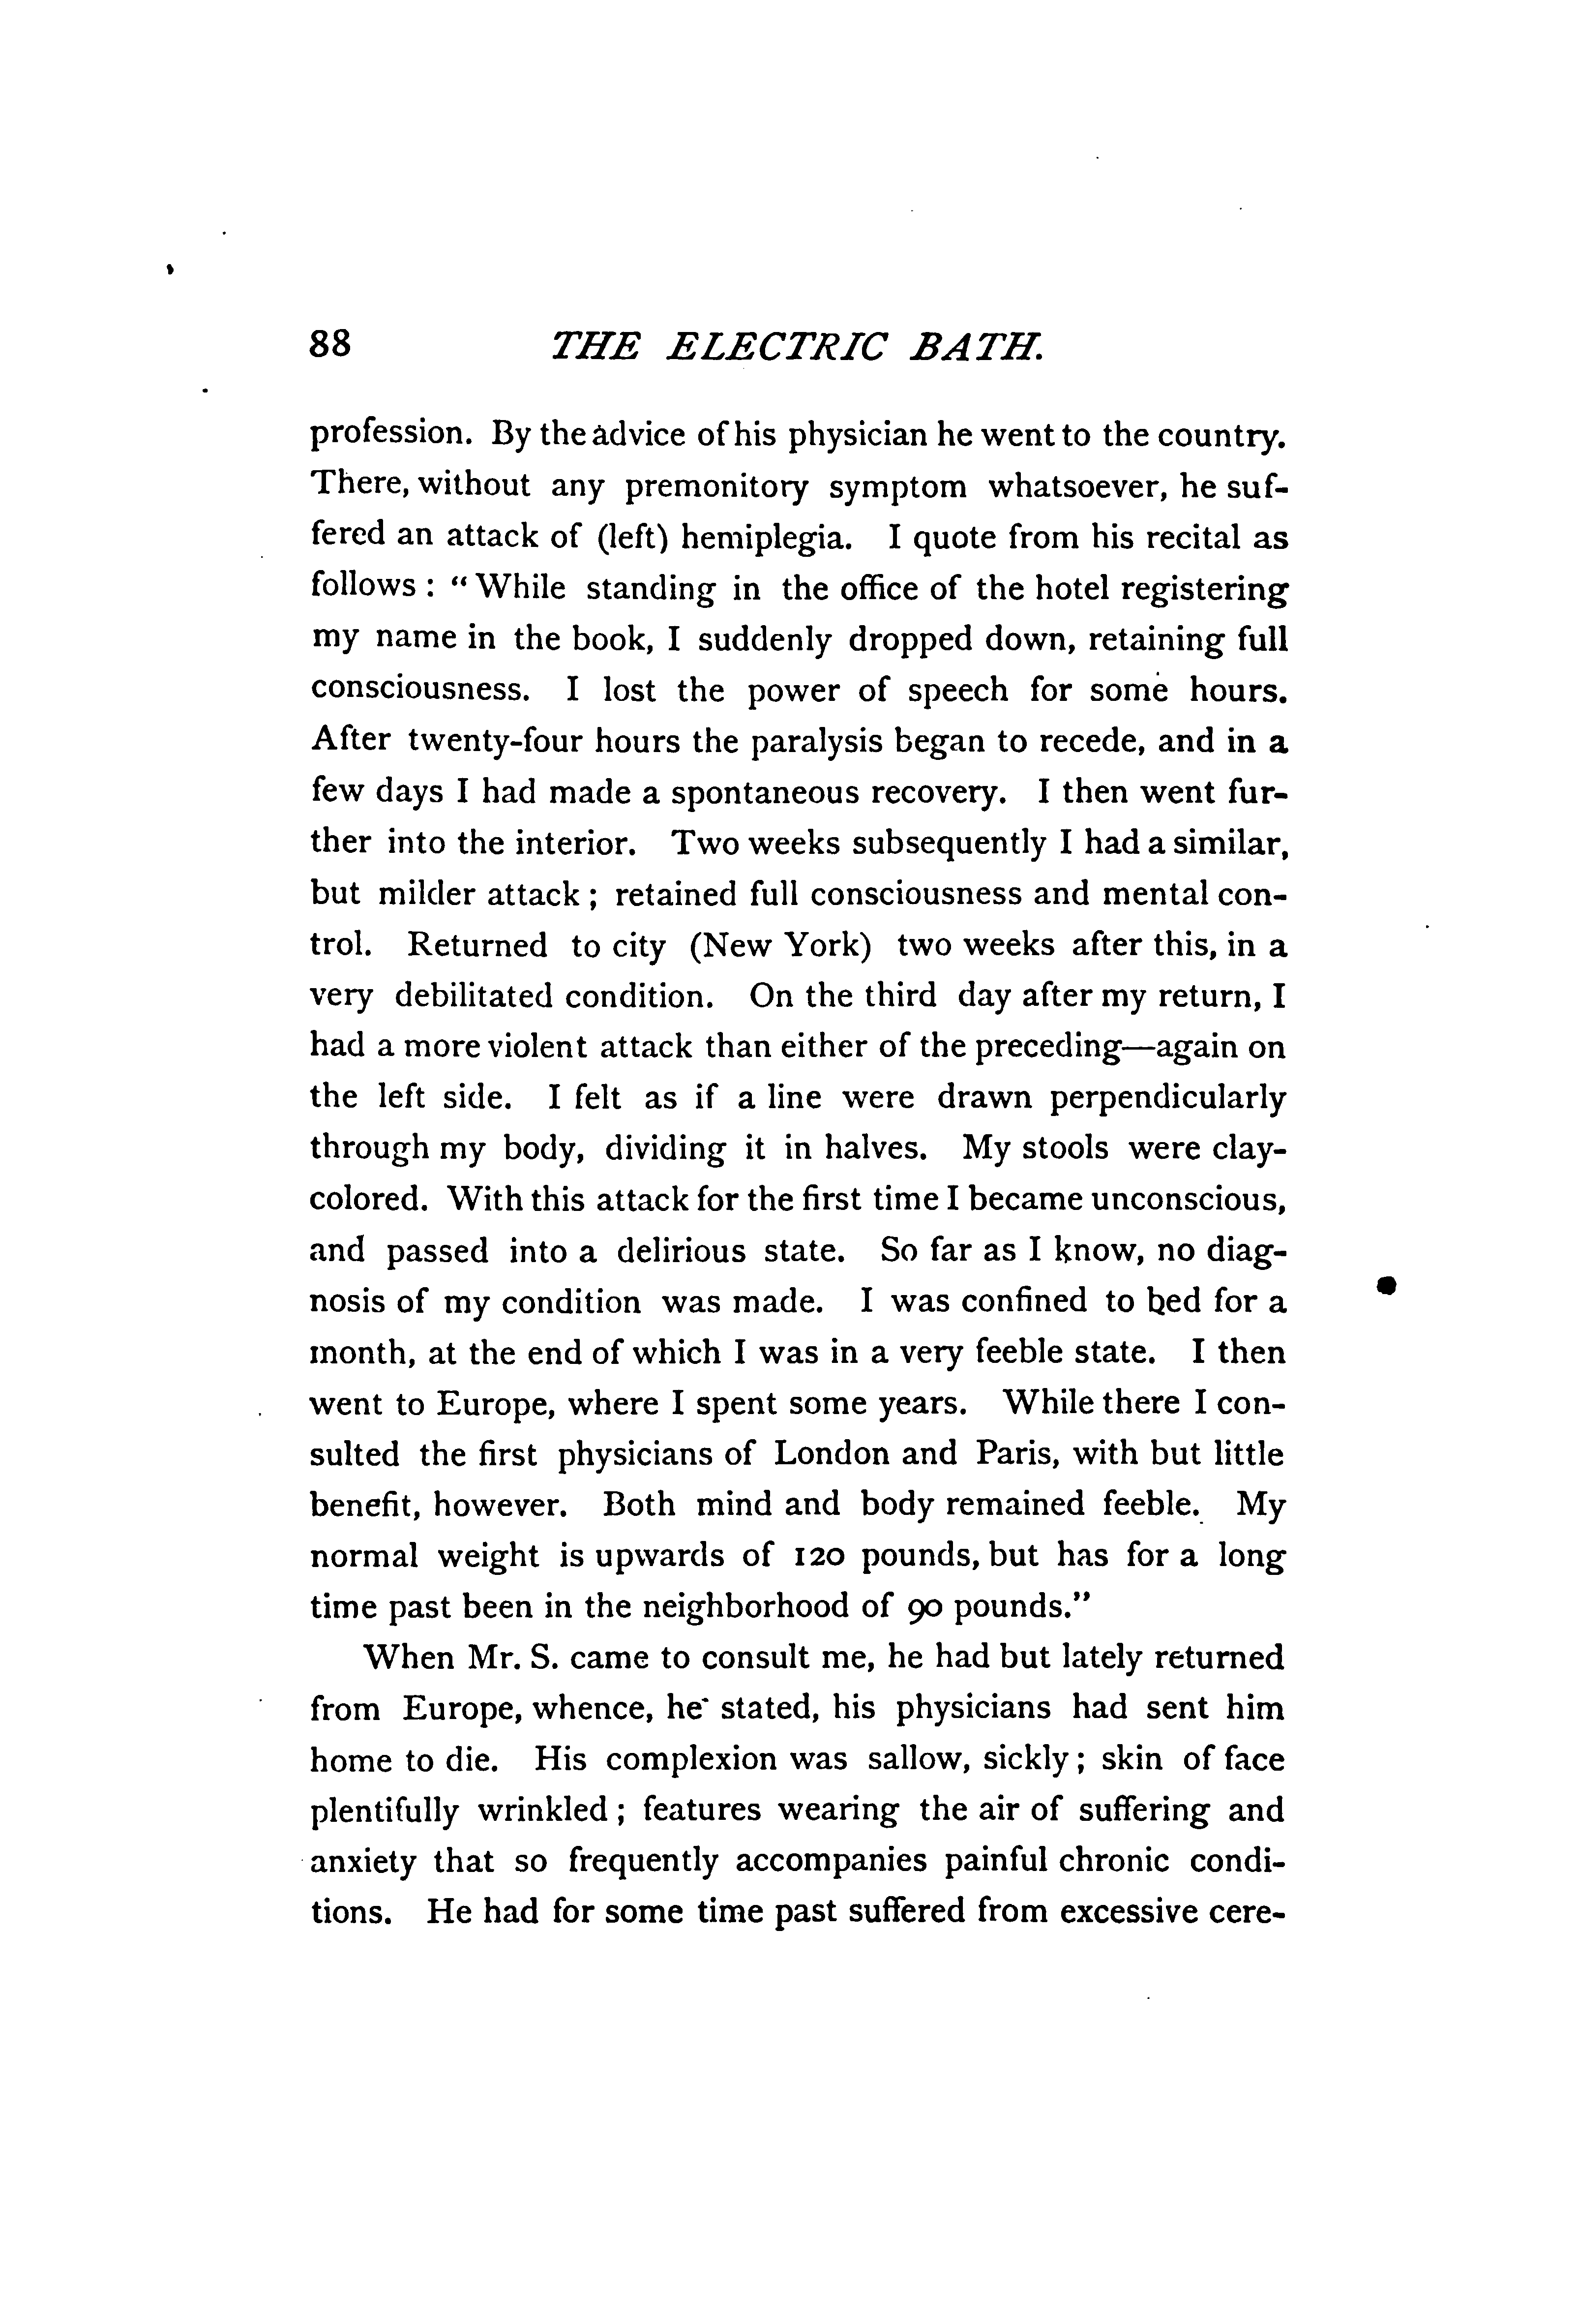 88 THE ELECTRIC BATH.
profession. By the advice of his physician he went to the country.
There, without any premonitory symptom whatsoever, he suf-
fered an attack of (left) hemiplegia. I quote from his recital as
follows : “ While standing in the office of the hotel registering
my name in the book, I suddenly dropped down, retaining full
consciousness. I lost the power of speech for some hours.
After twenty-four hours the paralysis began to recede, and in a
few days I had made a spontaneous recovery. I then went fur-
ther into the interior. Two weeks subsequently I had a similar,
but milder attack ; retained full consciousness and mental con-
trol. Returned to city (New York) two weeks after this, in a
very debilitated condition. On the third day after my return, I
had a more violent attack than either of the preceding—again on
the left side. I felt as if a line were drawn perpendicularly
through my body, dividing it in halves. My stools were clay-
colored. With this attack for the first time I became unconscious,
and passed into a delirious state. So far as I know, no diag-
nosis of my condition was made. I was confined to bed for a
month, at the end of which I was in a very feeble state. I then
went to Europe, where I spent some years. While there I con-
sulted the first physicians of London and Paris, with but little
benefit, however. Both mind and body remained feeble. My
normal weight is upwards of 120 pounds, but has for a long
time past been in the neighborhood of 90 pounds.”
When Mr. S. came to consult me, he had but lately returned
from Europe, whence, he stated, his physicians had sent him
home to die. His complexion was sallow, sickly ; skin of face
plentifully wrinkled ; features wearing the air of suffering and
anxiety that so frequently accompanies painful chronic condi-
tions. He had for some time past suffered from excessive cere-